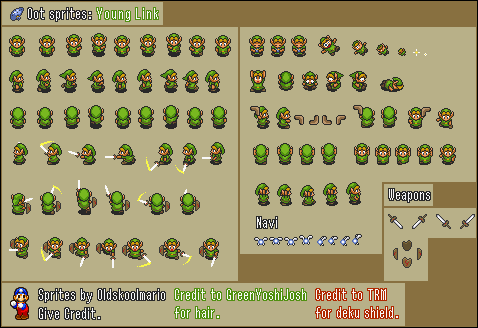 Oot sprites: Young Link
Weapons
Navi
Sprites by Oldskoolmario
Give Credit.
Credit to GreenYoshiJosh
for hair.
Credit to TRM
for deku shield.